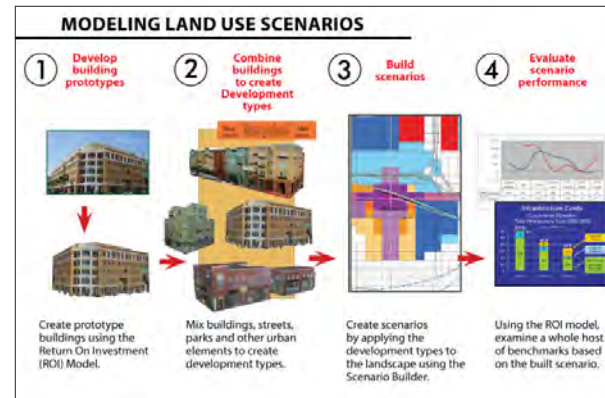 MODELING LAND USE SCENARIOS
1
Develop
building
prototypes
2
Combine
buildings
to create
Development
types
3
Build
scenarios
4
Evaluate
scenario
performance
Infrastructure Costs
Create prototype
buildings using the
Return On Investment
(ROI) Model.
Mix buildings, streets,
parks and other urban
elements to create
development types.
Create scenarios
by applying the
development types to
the landscape using the
Scenario Builder.
Using the ROI model,
examine a whole host
of benchmarks based
on the built scenario.